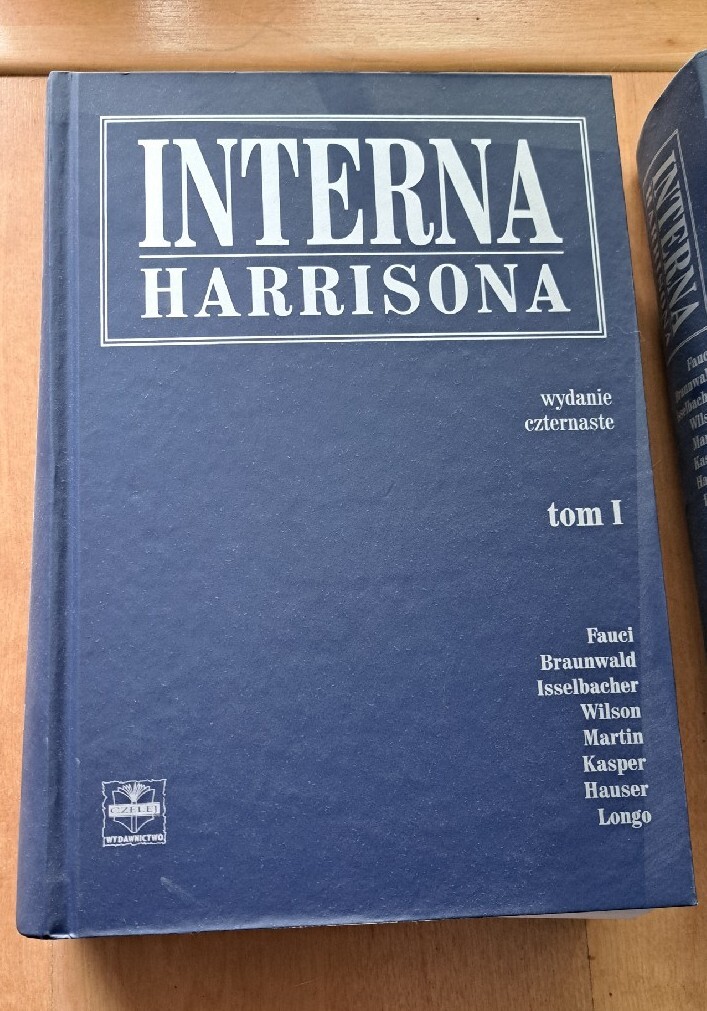 INTERNA
HARRISONA
wydanie
czternaste
tom I
Fauci
Braunwald
Isselbacher
Wilson
Martin
Kasper
Hauser
Longo
CZELEJ
WYDAWNICTWO
INTERNA